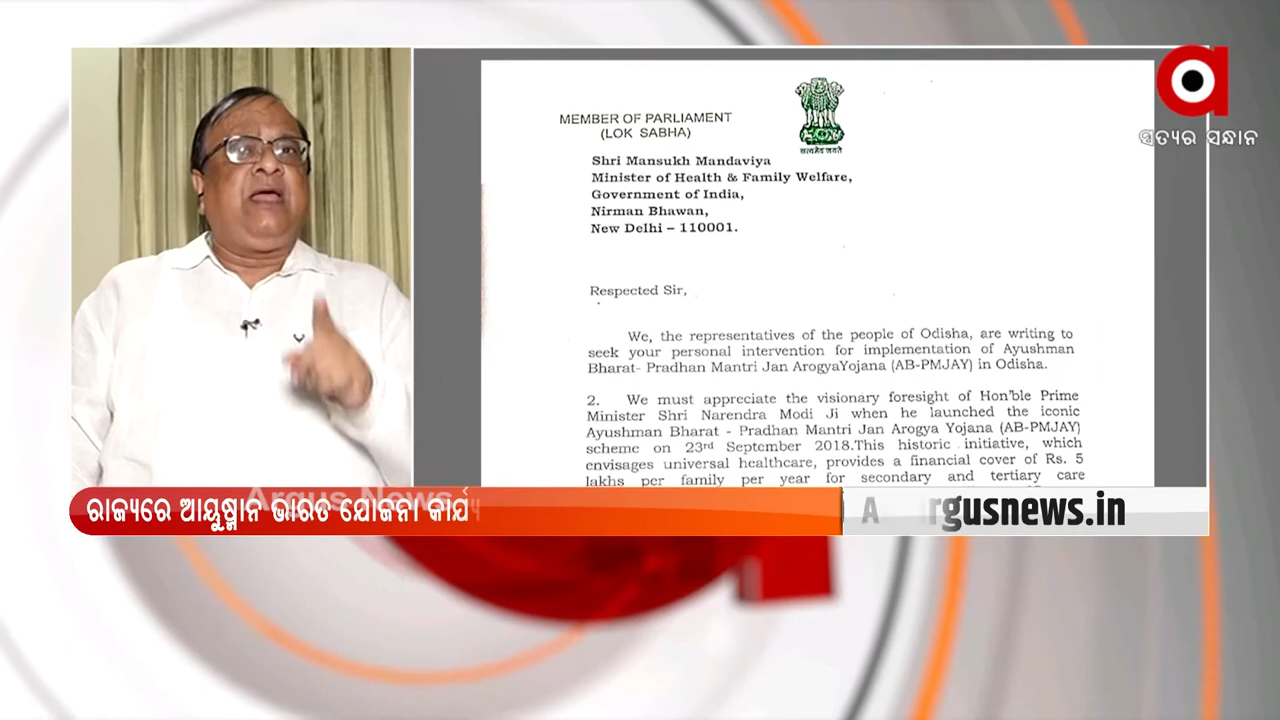 MEMBER OF PARLIAMENT
(LOK SABHA)
सत्यमेव जयते
Shri Mansukh Mandaviya
Minister of Health & Family Welfare,
Government of India,
Nirman Bhawan,
New Delhi – 110001.
Respected Sir,
We, the representatives of the people of Odisha, are writing to
seek your personal intervention for implementation of Ayushman
Bharat- Pradhan Mantri Jan ArogyaYojana (AB-PMJAY) in Odisha.
2. We must appreciate the visionary foresight of Hon'ble Prime
Minister Shri Narendra Modi Ji when he launched the iconic
Ayushman Bharat - Pradhan Mantri Jan Arogya Yojana (AB-PMJAY)
scheme on 23rd September 2018.This historic initiative, which
envisages universal healthcare, provides a financial cover of Rs. 5
lakhs per family per year for secondary and tertiary care
ସତ୍ୟର ସନ୍ଧାନ
Argus News
ରାଜ୍ୟରେ ଆୟୁଷ୍ମାନ ଭାରତ ଯୋଜନା
A rgusnews.in